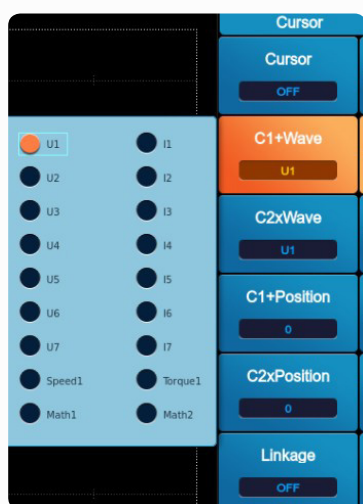 Cursor
Cursor
OFF
C1+Wave
U1
C2xWave
U1
C1+Position
0
C2xPosition
0
Linkage
OFF
U1 I1
U2 I2
U3 I3
U4 I4
U5 I5
U6 I6
U7 I7
Speed1 Torque1
Math1 Math2